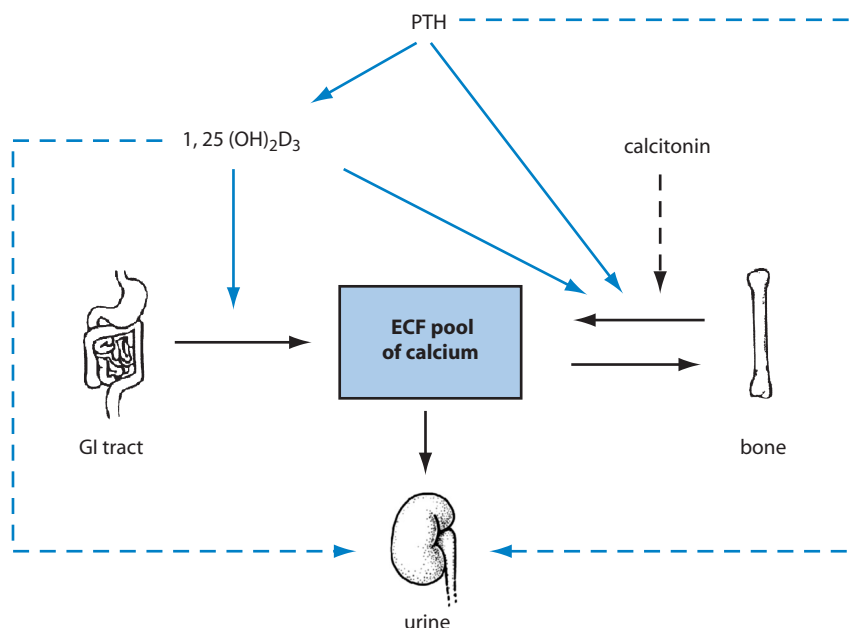 PTH
1, 25 (OH)₂D₃
calcitonin
ECF pool
of calcium
GI tract
bone
urine